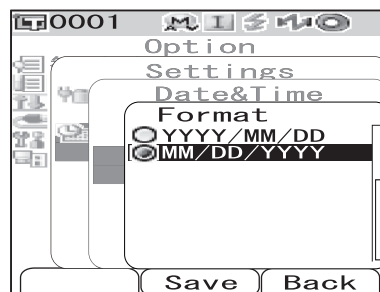 0001 M I
Option
Settings
Date&Time
Format
YYYY/MM/DD
MM/DD/YYYY
Save Back